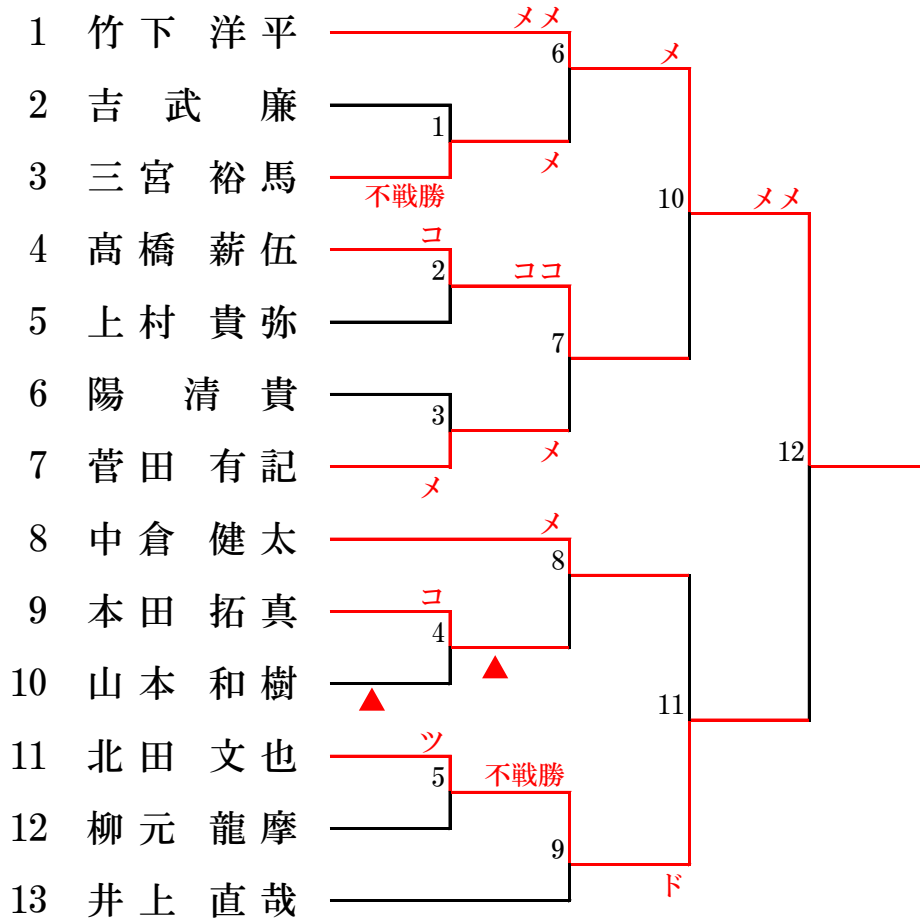 メメ
1 竹下 洋平
6
メ
2 吉武 廉
1
メ
3 三宮 裕馬
不戦勝
10
メメ
コ
4 髙橋 薪伍
2
ココ
5 上村 貴弥
7
6 陽 清貴
3
メ
12
7 菅田 有記
メ
メ
8 中倉 健太
8
コ
9 本田 拓真
4
▲
10 山本 和樹
▲
11
ツ
11 北田 文也
5
不戦勝
12 柳元 龍摩
9
ド
13 井上 直哉